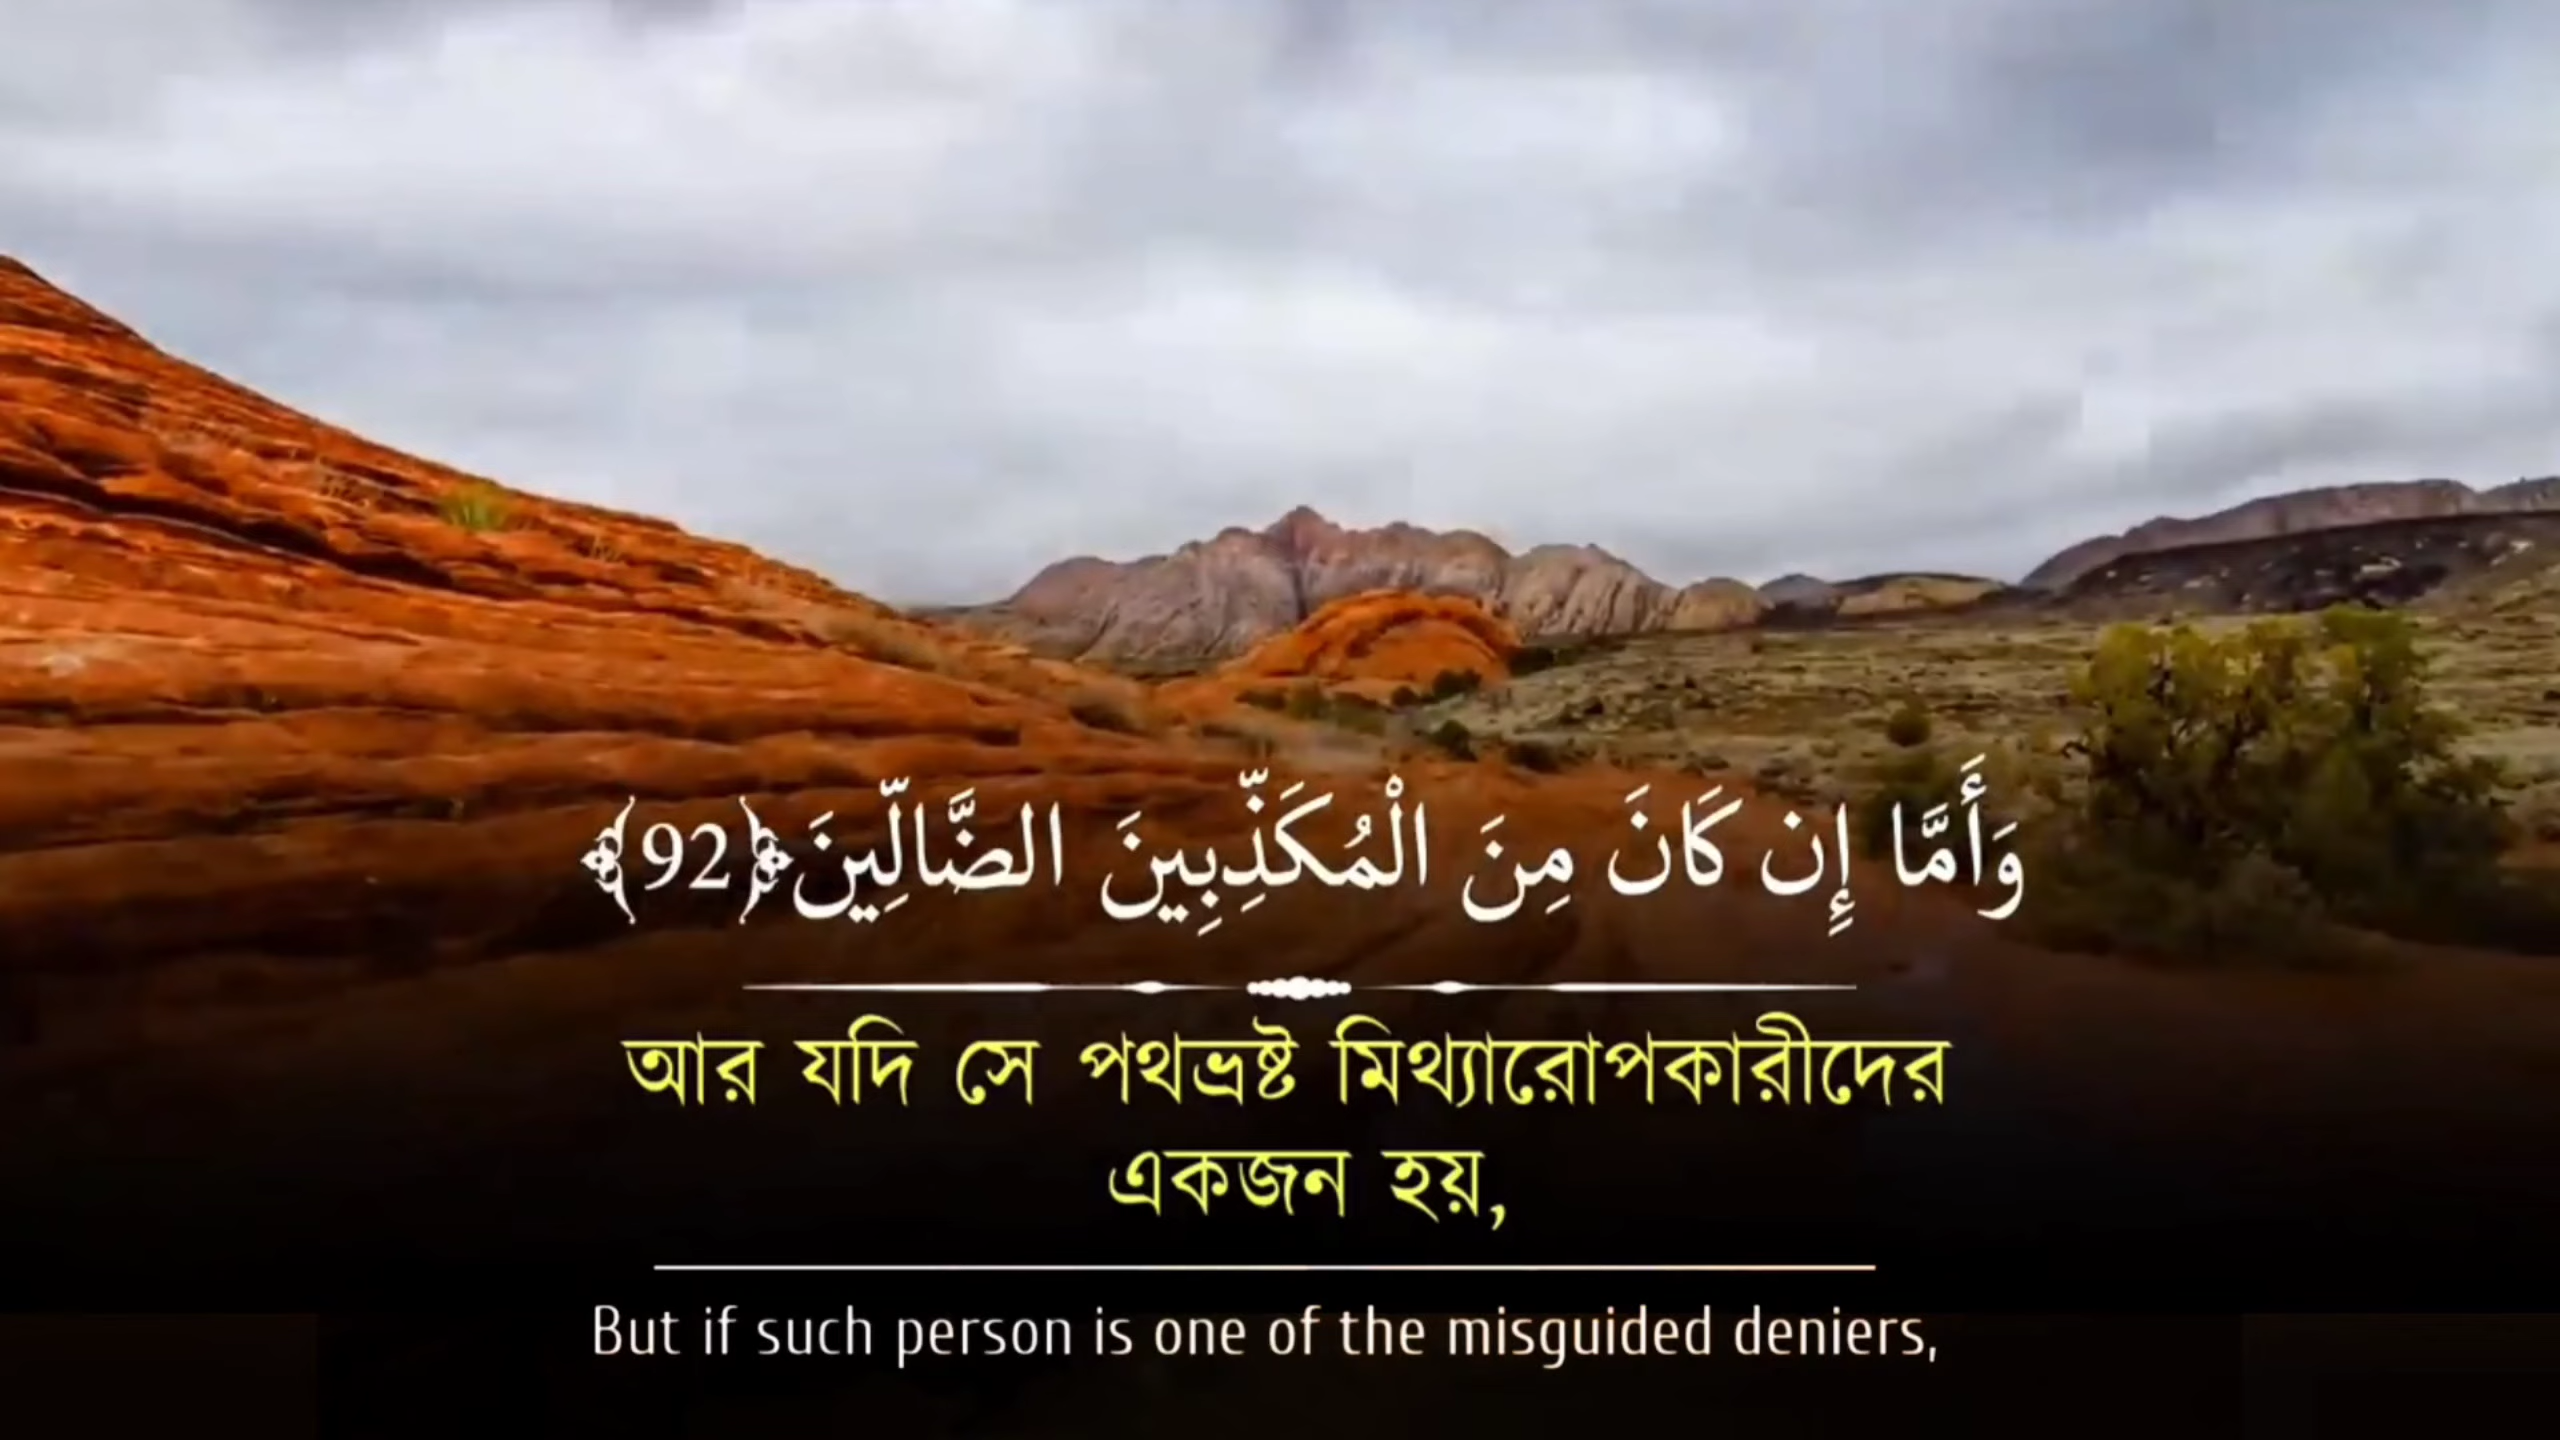 وَأَمَّا إِن كَانَ مِنَ الْمُكَذِّبِينَ الضَّالِّينَ﴿92﴾
আর যদি সে পথভ্রষ্ট মিথ্যারোপকারীদের
একজন হয়,
But if such person is one of the misguided deniers,